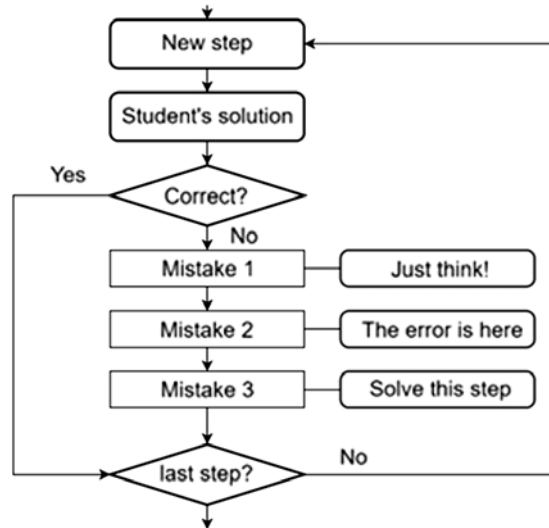 New step
Student's solution
Yes
Correct?
No
Mistake 1
Just think!
Mistake 2
The error is here
Mistake 3
Solve this step
last step?
No